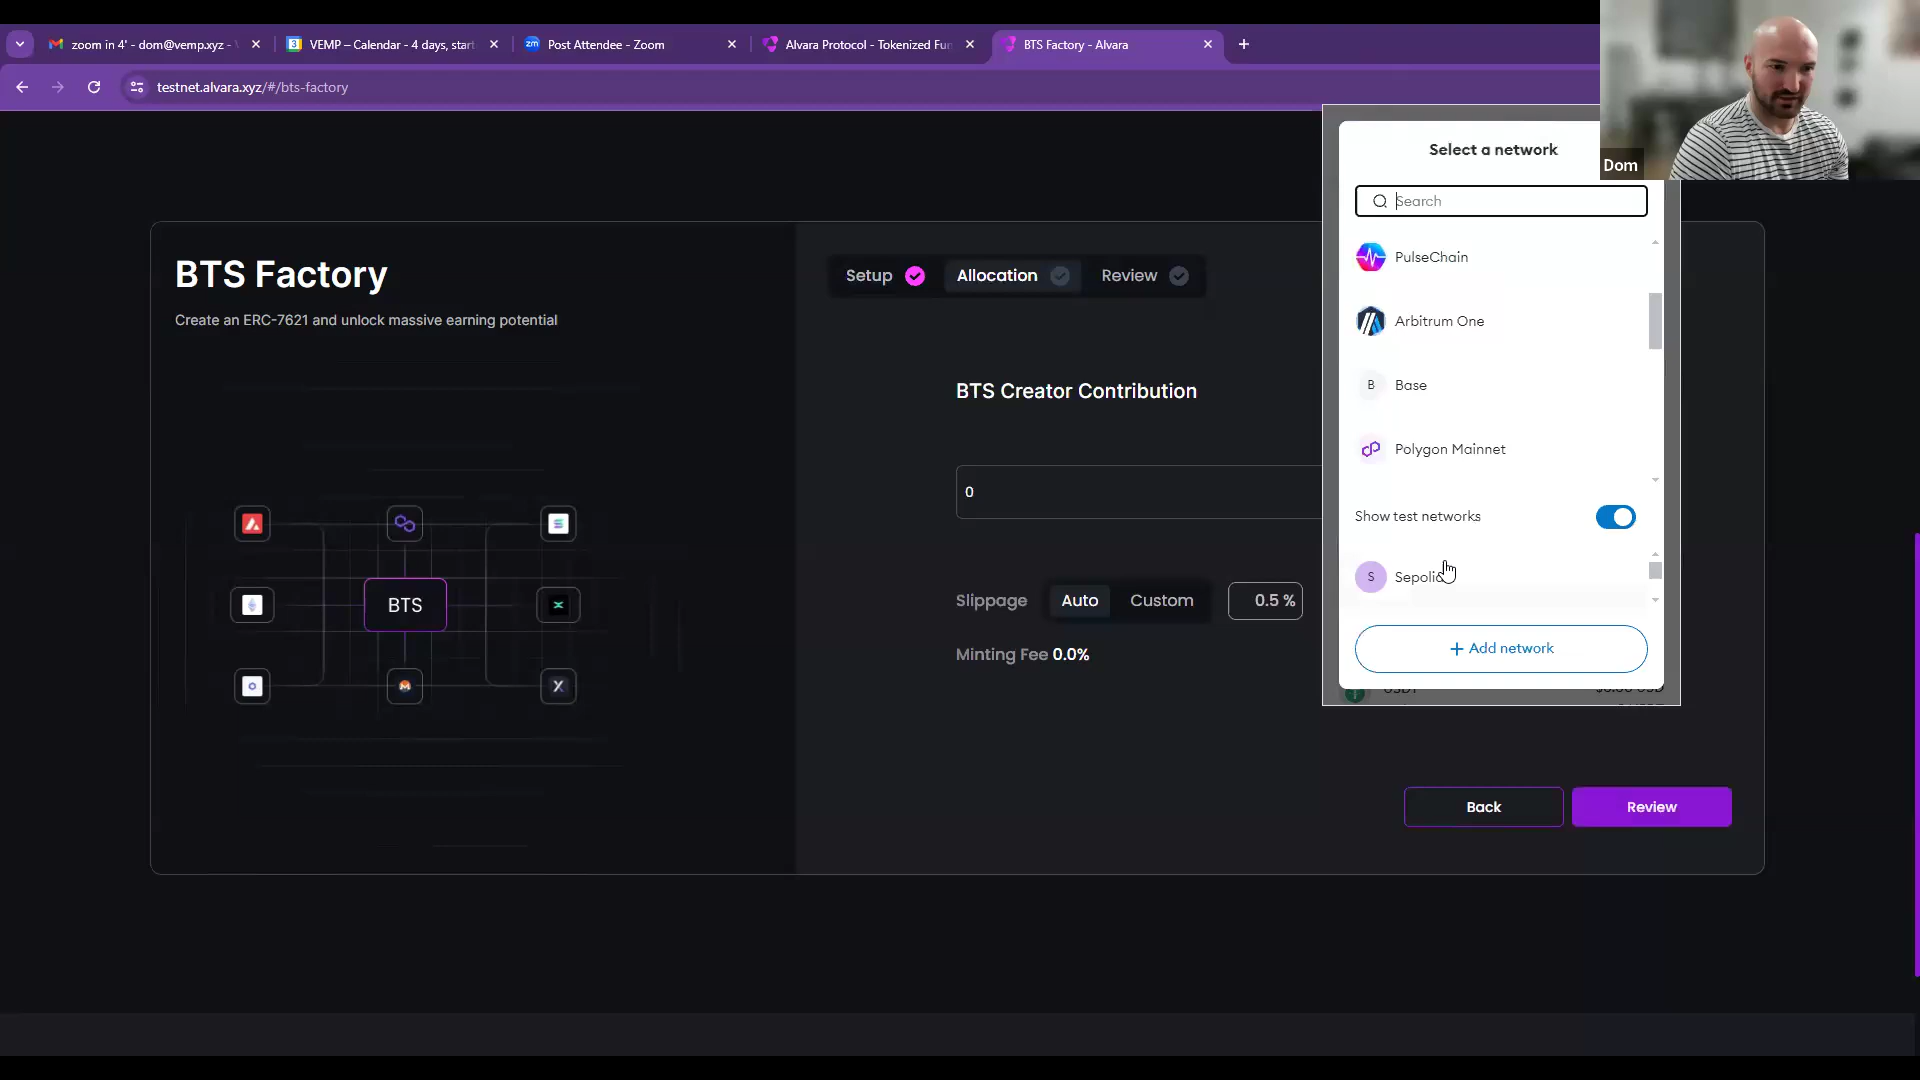 zoom in 4' - dom@vemp.xyz -
VEMP – Calendar - 4 days, start
zm Post Attendee - Zoom
Alvara Protocol - Tokenized Fun
BTS Factory - Alvara
testnet.alvara.xyz/#/bts-factory
Dom
Select a network
Search
PulseChain
Arbitrum One
B Base
Polygon Mainnet
Show test networks
S Sepolia
+ Add network
BTS Factory
Create an ERC-7621 and unlock massive earning potential
BTS
Setup
Allocation
Review
BTS Creator Contribution
0
Slippage
Auto
Custom
0.5 %
Minting Fee 0.0%
Back
Review